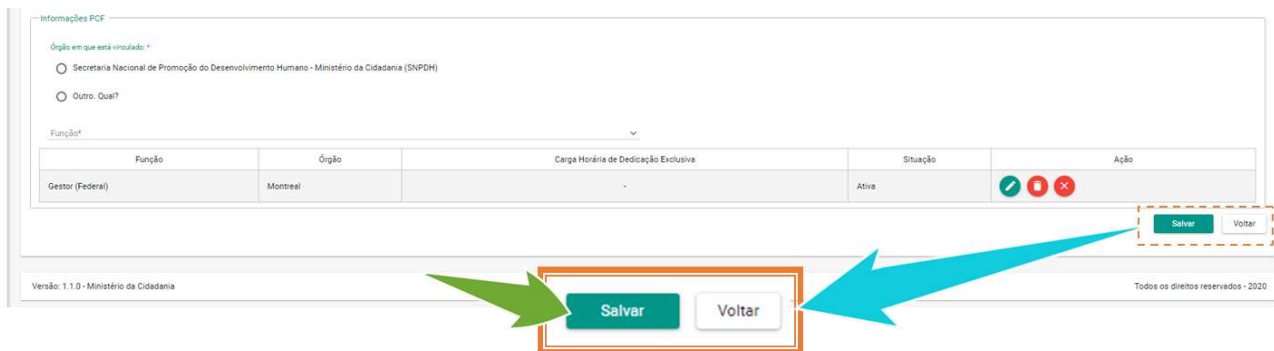 Informações PCF
Órgão em que está vinculado: *
Secretaria Nacional de Promoção do Desenvolvimento Humano - Ministério da Cidadania (SNPDH)
Outro. Qual?
Função*
Função Órgão Carga Horária de Dedicação Exclusiva Situação Ação
Gestor (Federal) Montreal - Ativa
Salvar Voltar
Versão: 1.1.0 - Ministério da Cidadania Todos os direitos reservados - 2020
Salvar Voltar